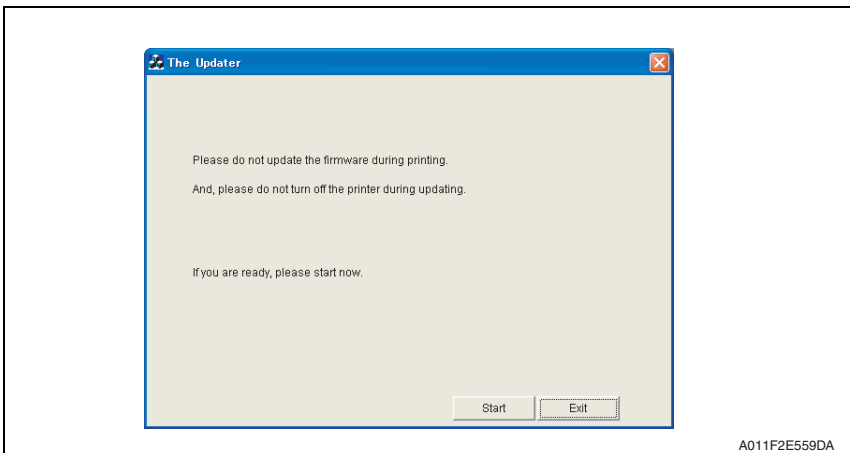 The Updater
Please do not update the firmware during printing.
And, please do not turn off the printer during updating.
If you are ready, please start now.
Start
Exit
A011F2E559DA